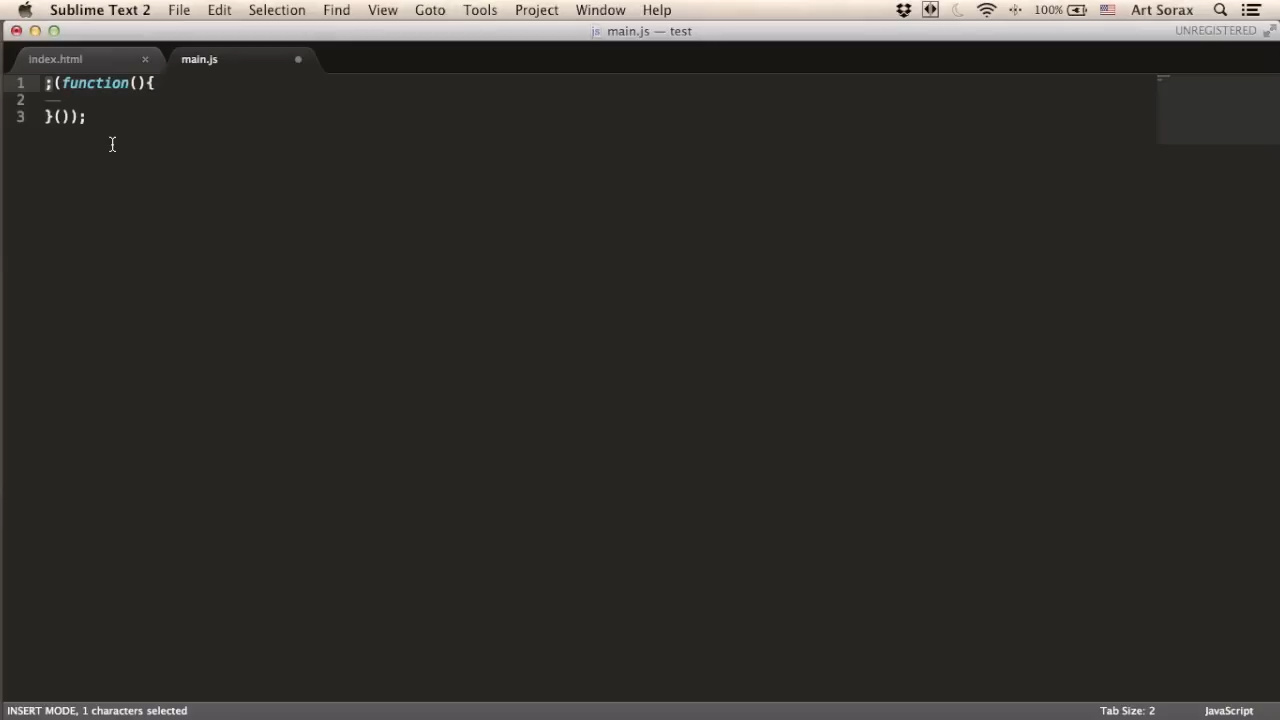 Sublime Text 2 File Edit Selection Find View Goto Tools Project Window Help 100% Art Sorax
js main.js — test UNREGISTERED
index.html × main.js
1 ;(function(){
2
3 }());
INSERT MODE, 1 characters selected Tab Size: 2 JavaScript